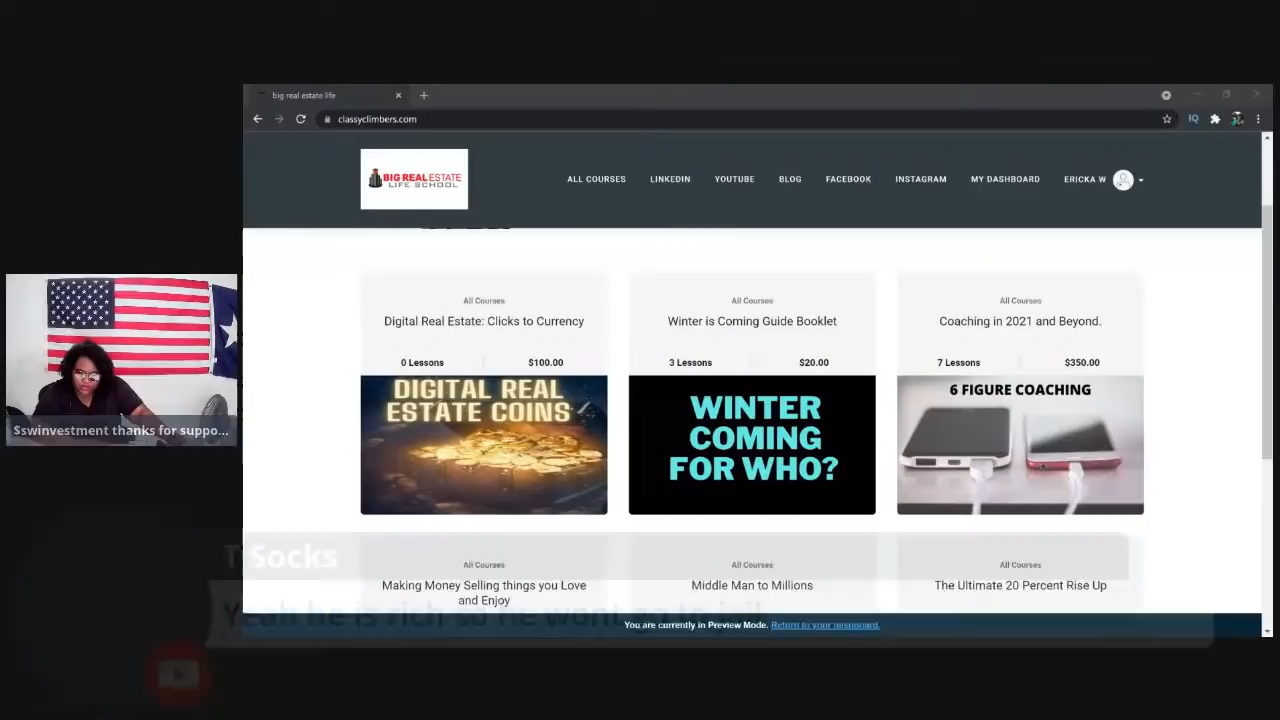 big real estate life
classyclimbers.com
IQ
BIG REAL ESTATE
LIFE SCHOOL
ALL COURSES
LINKEDIN
YOUTUBE
BLOG
FACEBOOK
INSTAGRAM
MY DASHBOARD
ERICKA W
All Courses
Digital Real Estate: Clicks to Currency
0 Lessons
$100.00
DIGITAL REAL
ESTATE COINS
All Courses
Winter is Coming Guide Booklet
3 Lessons
$20.00
WINTER
COMING
FOR WHO?
All Courses
Coaching in 2021 and Beyond.
7 Lessons
$350.00
6 FIGURE COACHING
$swinvestment thanks for suppo...
T Socks
Yeah he is rich so he wont go to jail
All Courses
Making Money Selling things you Love
and Enjoy
All Courses
Middle Man to Millions
All Courses
The Ultimate 20 Percent Rise Up
You are currently in Preview Mode. Return to your dashboard.